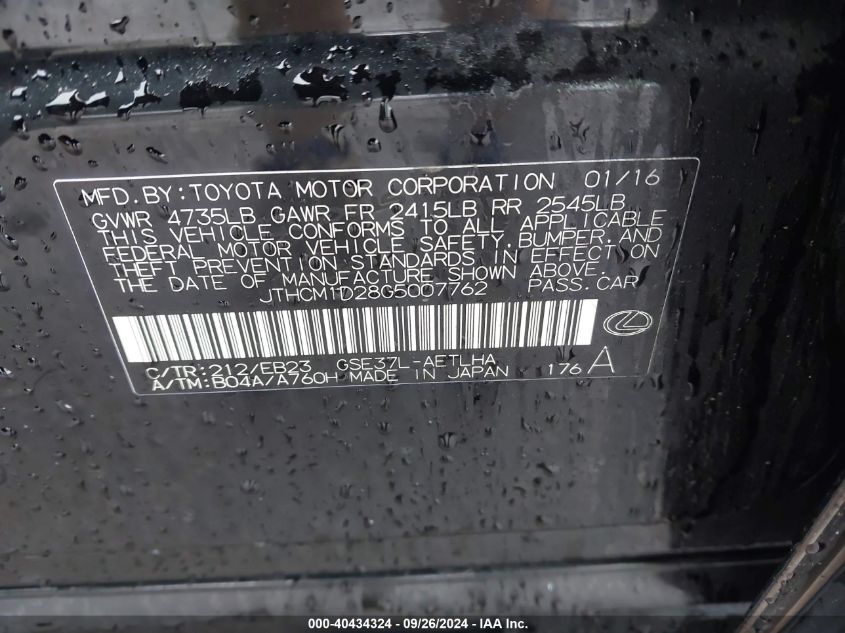 MFD.BY:TOYOTA MOTOR CORPORATION 01/16
GVWR 4735LB GAWR FR 2415LB RR 2545LB
THIS VEHICLE CONFORMS TO ALL APPLICABLE
FEDERAL MOTOR VEHICLE SAFETY,BUMPER,AND
THEFT PREVENTION STANDARDS IN EFFECT ON
THE DATE OF MANUFACTURE SHOWN ABOVE.
JTHCM1D28G5007762 PASS.CAR
C/TR:212/EB23 GSE37L-AETLHA
A/TM:B04A/A760H MADE IN JAPAN 176 A
000-40434324 - 09/26/2024 - IAA Inc.